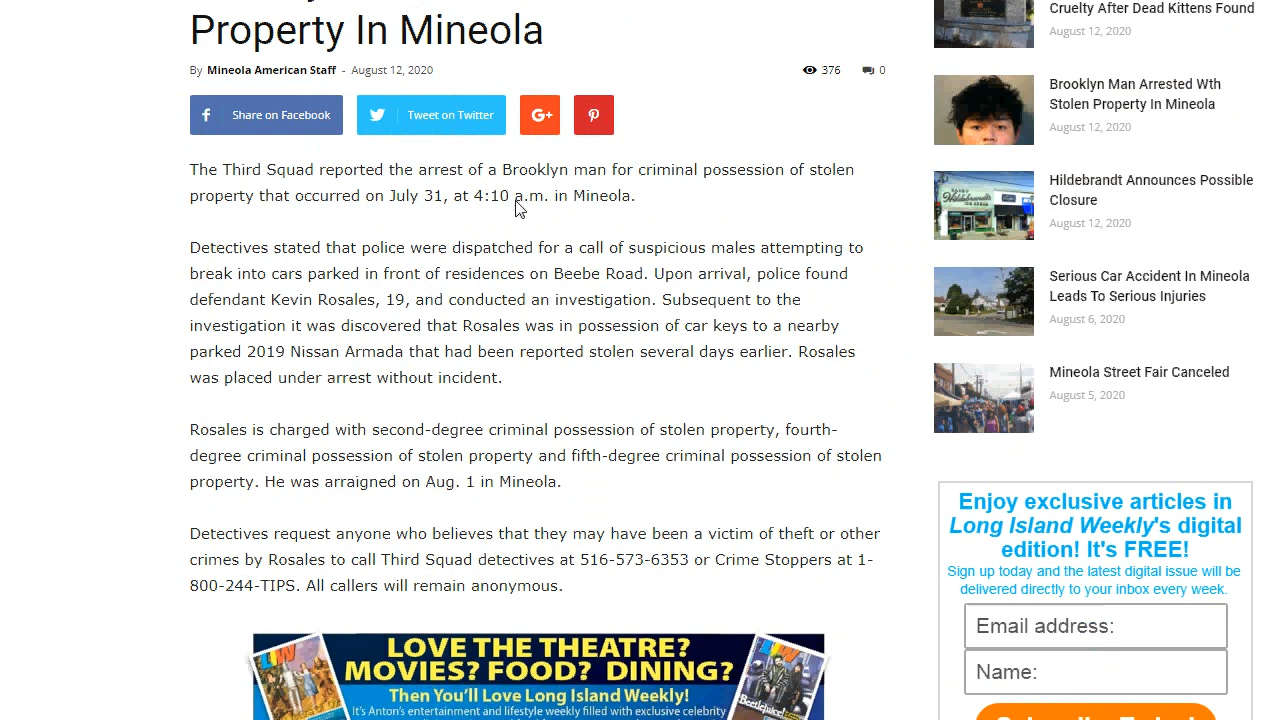 Property In Mineola
By Mineola American Staff - August 12, 2020
376
0
Share on Facebook
Tweet on Twitter
G+
The Third Squad reported the arrest of a Brooklyn man for criminal possession of stolen
property that occurred on July 31, at 4:10 a.m. in Mineola.
Detectives stated that police were dispatched for a call of suspicious males attempting to
break into cars parked in front of residences on Beebe Road. Upon arrival, police found
defendant Kevin Rosales, 19, and conducted an investigation. Subsequent to the
investigation it was discovered that Rosales was in possession of car keys to a nearby
parked 2019 Nissan Armada that had been reported stolen several days earlier. Rosales
was placed under arrest without incident.
Rosales is charged with second-degree criminal possession of stolen property, fourth-
degree criminal possession of stolen property and fifth-degree criminal possession of stolen
property. He was arraigned on Aug. 1 in Mineola.
Detectives request anyone who believes that they may have been a victim of theft or other
crimes by Rosales to call Third Squad detectives at 516-573-6353 or Crime Stoppers at 1-
800-244-TIPS. All callers will remain anonymous.
LIW
LOVE THE THEATRE?
MOVIES? FOOD? DINING?
Then You'll Love Long Island Weekly!
It's Anton's entertainment and lifestyle weekly filled with exclusive celebrity
LIW
Beetlejuice!
Cruelty After Dead Kittens Found
August 12, 2020
Brooklyn Man Arrested Wth
Stolen Property In Mineola
August 12, 2020
Hildebrandt Announces Possible
Closure
August 12, 2020
Serious Car Accident In Mineola
Leads To Serious Injuries
August 6, 2020
Mineola Street Fair Canceled
August 5, 2020
Enjoy exclusive articles in
Long Island Weekly's digital
edition! It's FREE!
Sign up today and the latest digital issue will be
delivered directly to your inbox every week.
Email address:
Name: